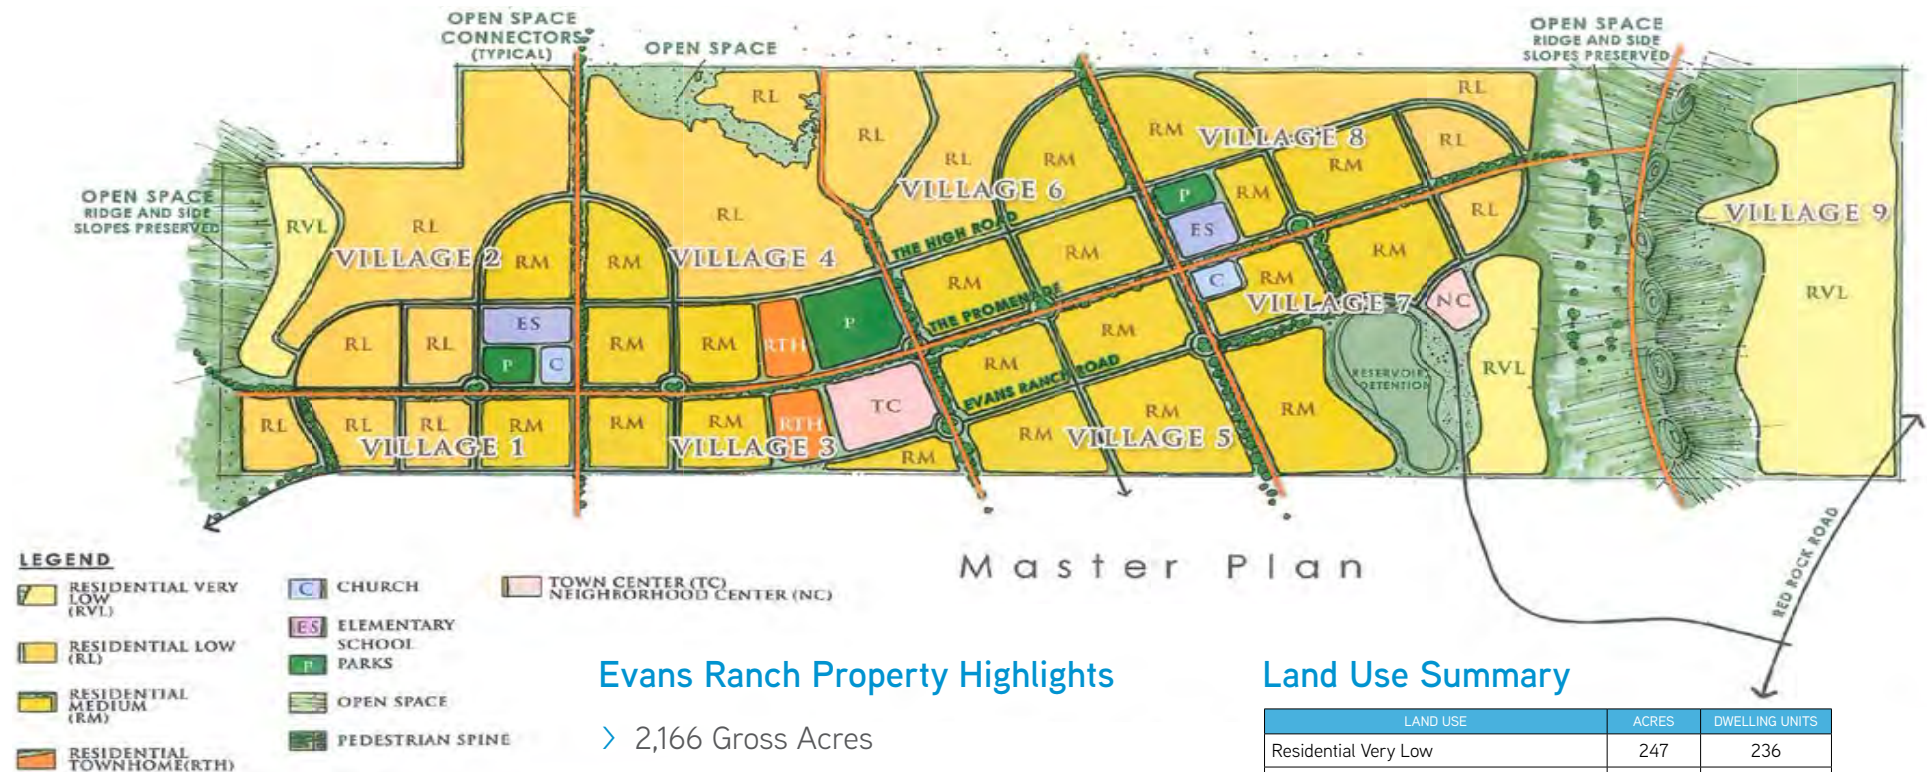 OPEN SPACE
CONNECTORS
(TYPICAL)
OPEN SPACE
OPEN SPACE
RIDGE AND SIDE
SLOPES PRESERVED
RL
RL
RL
RM
VILLAGE 8
RL
RM
RM
RL
OPEN SPACE
RIDGE AND SIDE
SLOPES PRESERVED
RVL
RL
VILLAGE 2
RM
RM
RL
VILLAGE 4
VILLAGE 6
THE HIGH ROAD
P
RM
ES
RL
VILLAGE 9
RM
RM
RM
C
RM
VILLAGE 7
NC
RVL
RL
RL
ES
P
C
RM
RM
RTH
P
THE PROMENADE
RM
RM
EVANS RANCH ROAD
RESERVOIR/
DETENTION
RVL
RL
RL
RL
VILLAGE 1
RM
RM
RM
VILLAGE 3
RTH
TC
RM
RM
RM
VILLAGE 5
RM
RED ROCK ROAD
Master Plan
LEGEND
RESIDENTIAL VERY
LOW
(RVL)
RESIDENTIAL LOW
(RL)
RESIDENTIAL
MEDIUM
(RM)
RESIDENTIAL
TOWNHOME(RTH)
C CHURCH
ES ELEMENTARY
SCHOOL
P PARKS
OPEN SPACE
PEDESTRIAN SPINE
TOWN CENTER (TC)
NEIGHBORHOOD CENTER (NC)
Evans Ranch Property Highlights
> 2,166 Gross Acres
Land Use Summary
LAND USE ACRES DWELLING UNITS
Residential Very Low 247 236